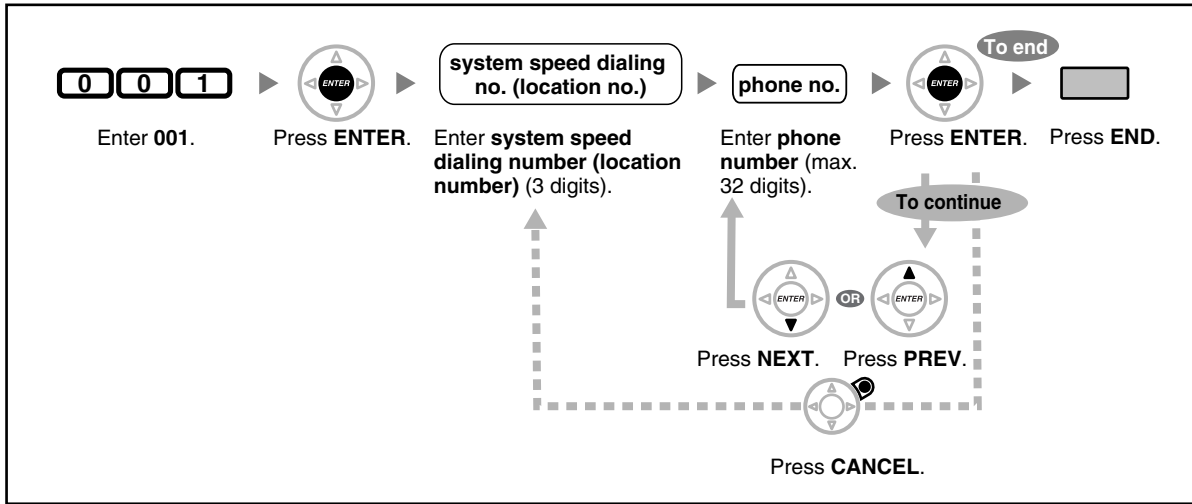 To end
0 0 1
ENTER
system speed dialing
no. (location no.)
phone no.
ENTER
Enter 001.
Press ENTER.
Enter system speed
dialing number (location
number) (3 digits).
Enter phone
number (max.
32 digits).
Press ENTER.
Press END.
To continue
ENTER
OR
ENTER
Press NEXT.
Press PREV.
Press CANCEL.